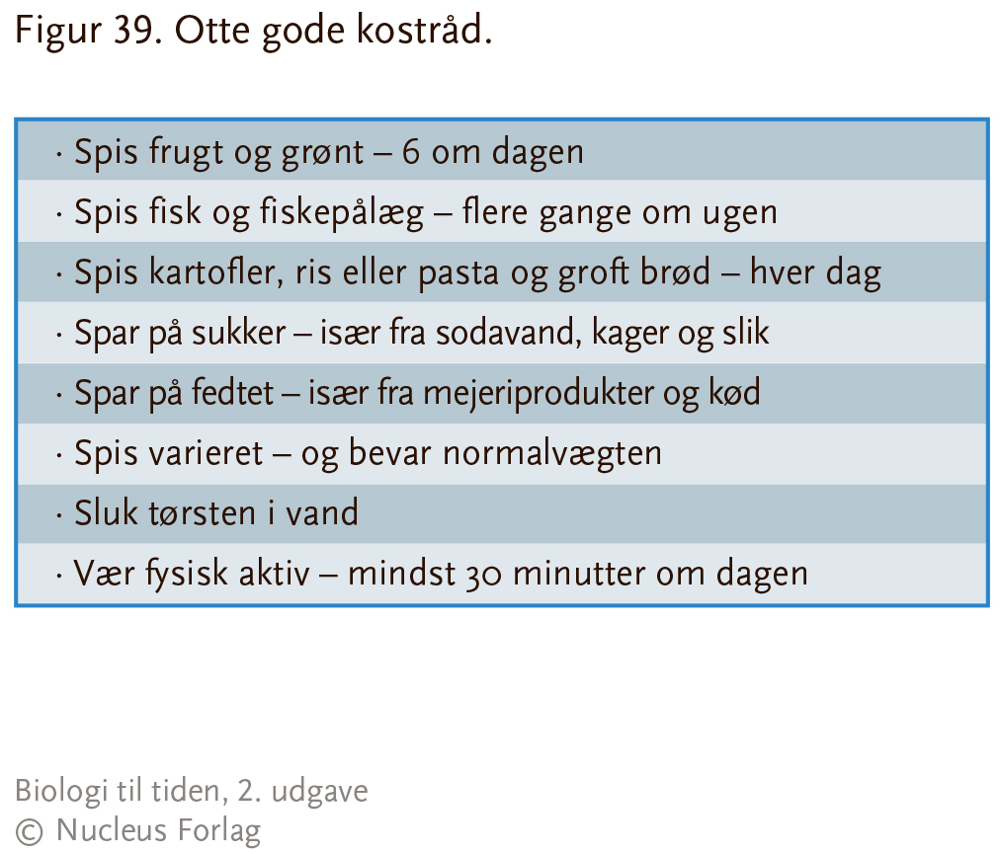 Figur 39. Otte gode kostråd.
· Spis frugt og grønt – 6 om dagen
· Spis fisk og fiskepålæg – flere gange om ugen
· Spis kartofler, ris eller pasta og groft brød – hver dag
· Spar på sukker – især fra sodavand, kager og slik
· Spar på fedtet – især fra mejeriprodukter og kød
· Spis varieret – og bevar normalvægten
· Sluk tørsten i vand
· Vær fysisk aktiv – mindst 30 minutter om dagen
Biologi til tiden, 2. udgave
© Nucleus Forlag